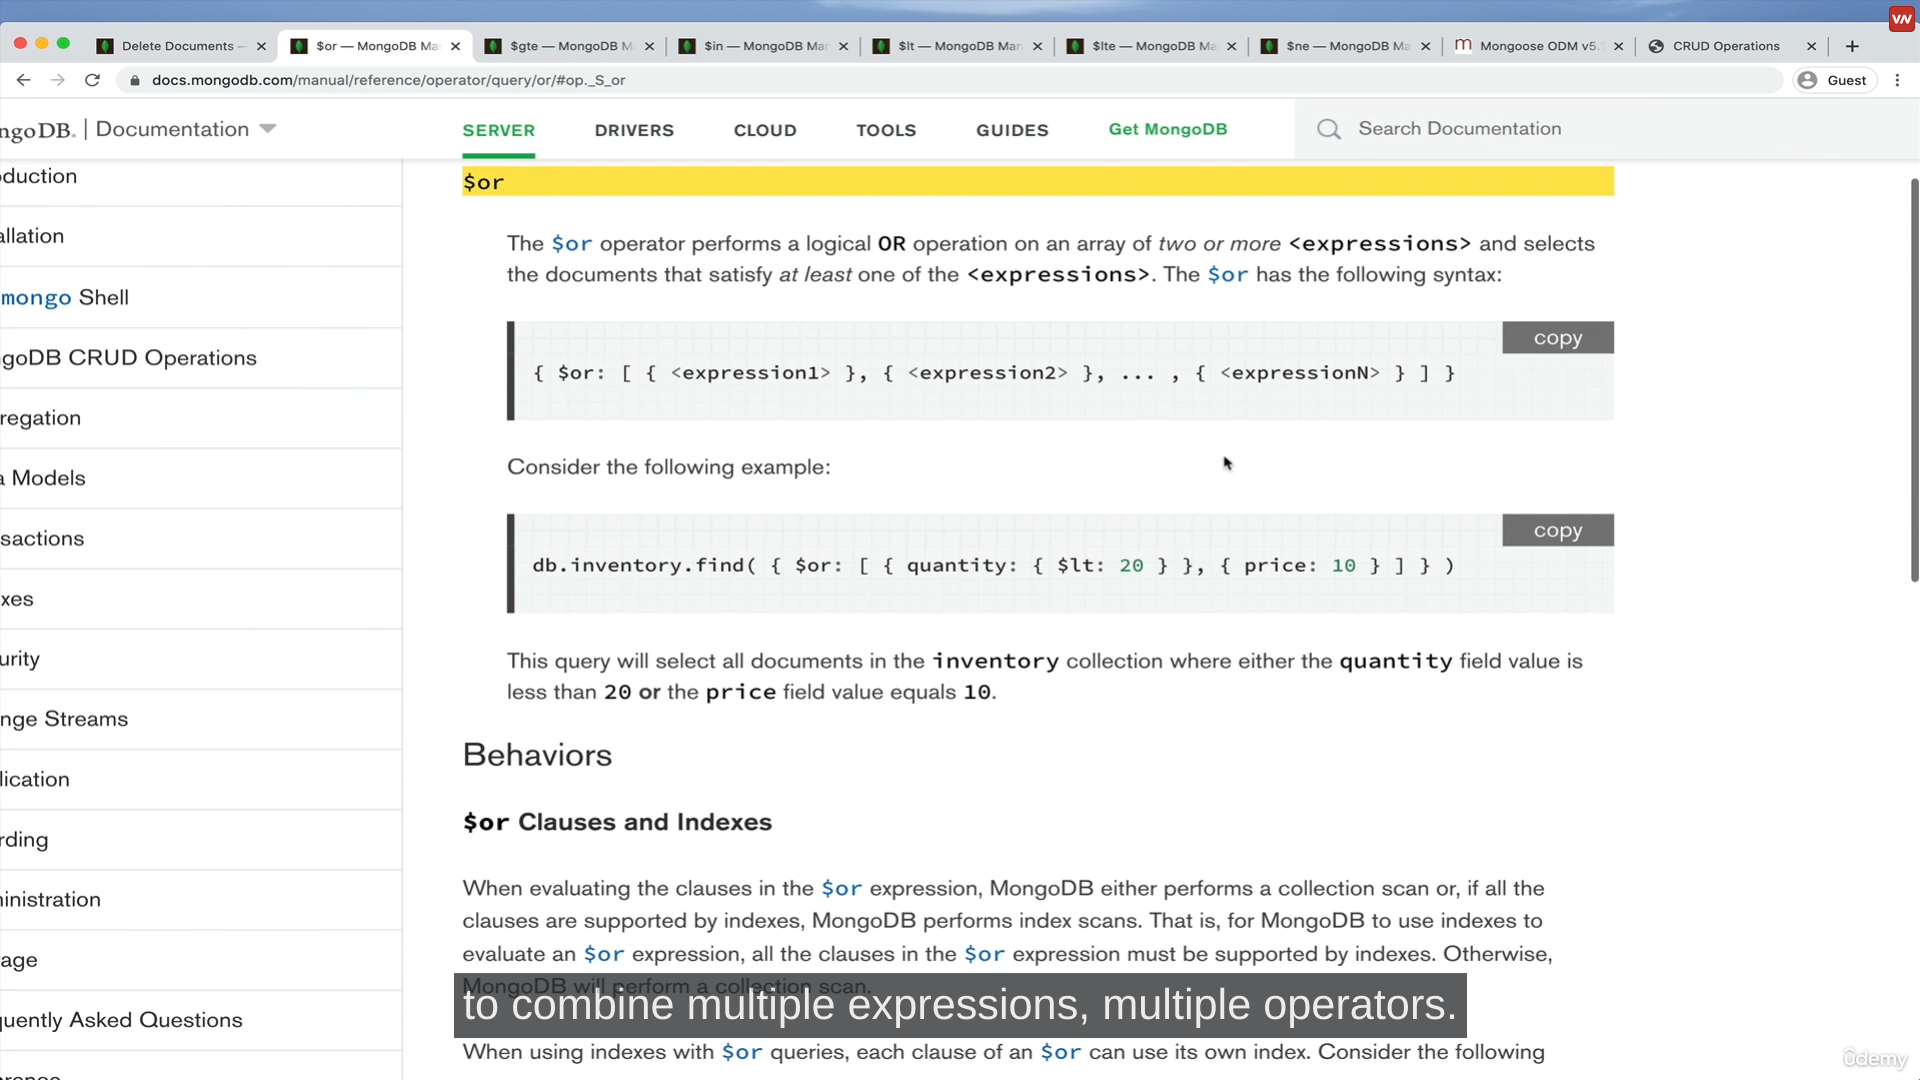 VN
Delete Documents —
$or — MongoDB Ma
$gte — MongoDB M
$in — MongoDB Ma
$lt — MongoDB Man
$lte — MongoDB Ma
$ne — MongoDB Ma
m Mongoose ODM v5.
CRUD Operations
docs.mongodb.com/manual/reference/operator/query/or/#op._S_or
Guest
ngoDB. | Documentation
SERVER
DRIVERS
CLOUD
TOOLS
GUIDES
Get MongoDB
Search Documentation
oduction
allation
mongo Shell
ngoDB CRUD Operations
regation
a Models
sactions
xes
urity
nge Streams
lication
rding
ninistration
age
quently Asked Questions
$or
The $or operator performs a logical OR operation on an array of two or more <expressions> and selects
the documents that satisfy at least one of the <expressions>. The $or has the following syntax:
copy
{ $or: [ { <expression1> }, { <expression2> }, ... , { <expressionN> } ] }
Consider the following example:
copy
db.inventory.find( { $or: [ { quantity: { $lt: 20 } }, { price: 10 } ] } )
This query will select all documents in the inventory collection where either the quantity field value is
less than 20 or the price field value equals 10.
Behaviors
$or Clauses and Indexes
When evaluating the clauses in the $or expression, MongoDB either performs a collection scan or, if all the
clauses are supported by indexes, MongoDB performs index scans. That is, for MongoDB to use indexes to
evaluate an $or expression, all the clauses in the $or expression must be supported by indexes. Otherwise,
MongoDB will perform a collection scan.
to combine multiple expressions, multiple operators.
When using indexes with $or queries, each clause of an $or can use its own index. Consider the following
ûdemy